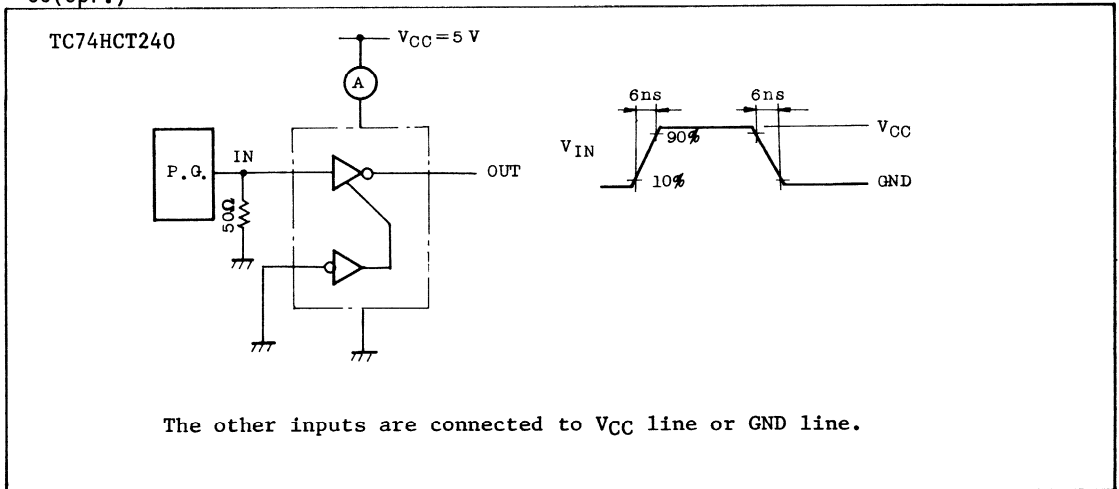 TC74HCT240
VCC=5 V
A
P.G.
IN
OUT
50Ω
6ns 6ns
VIN
90%
VCC
10%
GND
The other inputs are connected to VCC line or GND line.